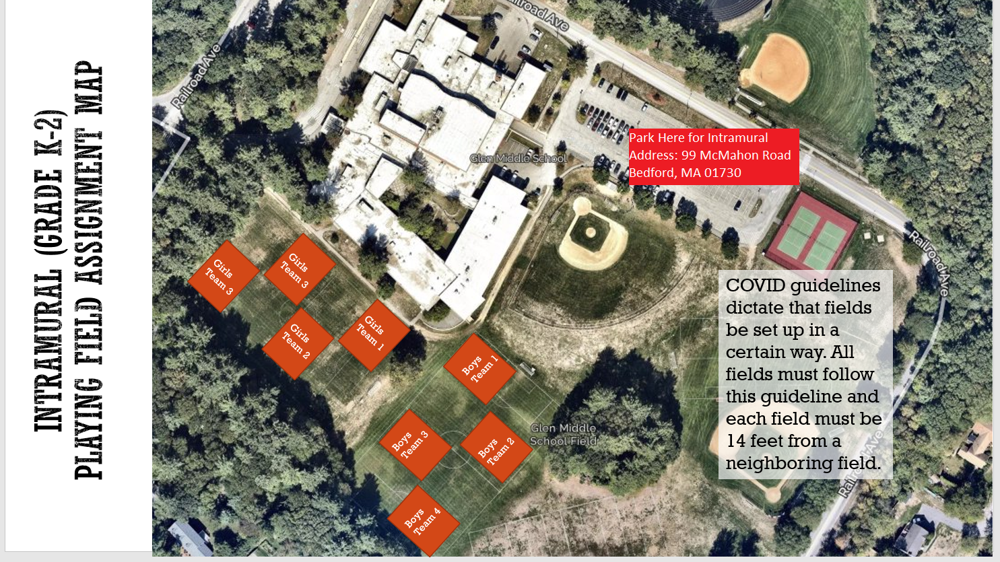 INTRAMURAL (GRADE K-2)
PLAYING FIELD ASSIGNMENT MAP
Railroad Ave
Railroad Ave
Park Here for Intramural
Address: 99 McMahon Road
Bedford, MA 01730
Glen Middle School
Railroad Ave
Girls
Team 3
Girls
Team 3
Girls
Team 2
Girls
Team 1
Boys
Team 1
Boys
Team 3
Boys
Team 2
Boys
Team 4
Glen Middle
School Field
COVID guidelines
dictate that fields
be set up in a
certain way. All
fields must follow
this guideline and
each field must be
14 feet from a
neighboring field.
Railroad Ave